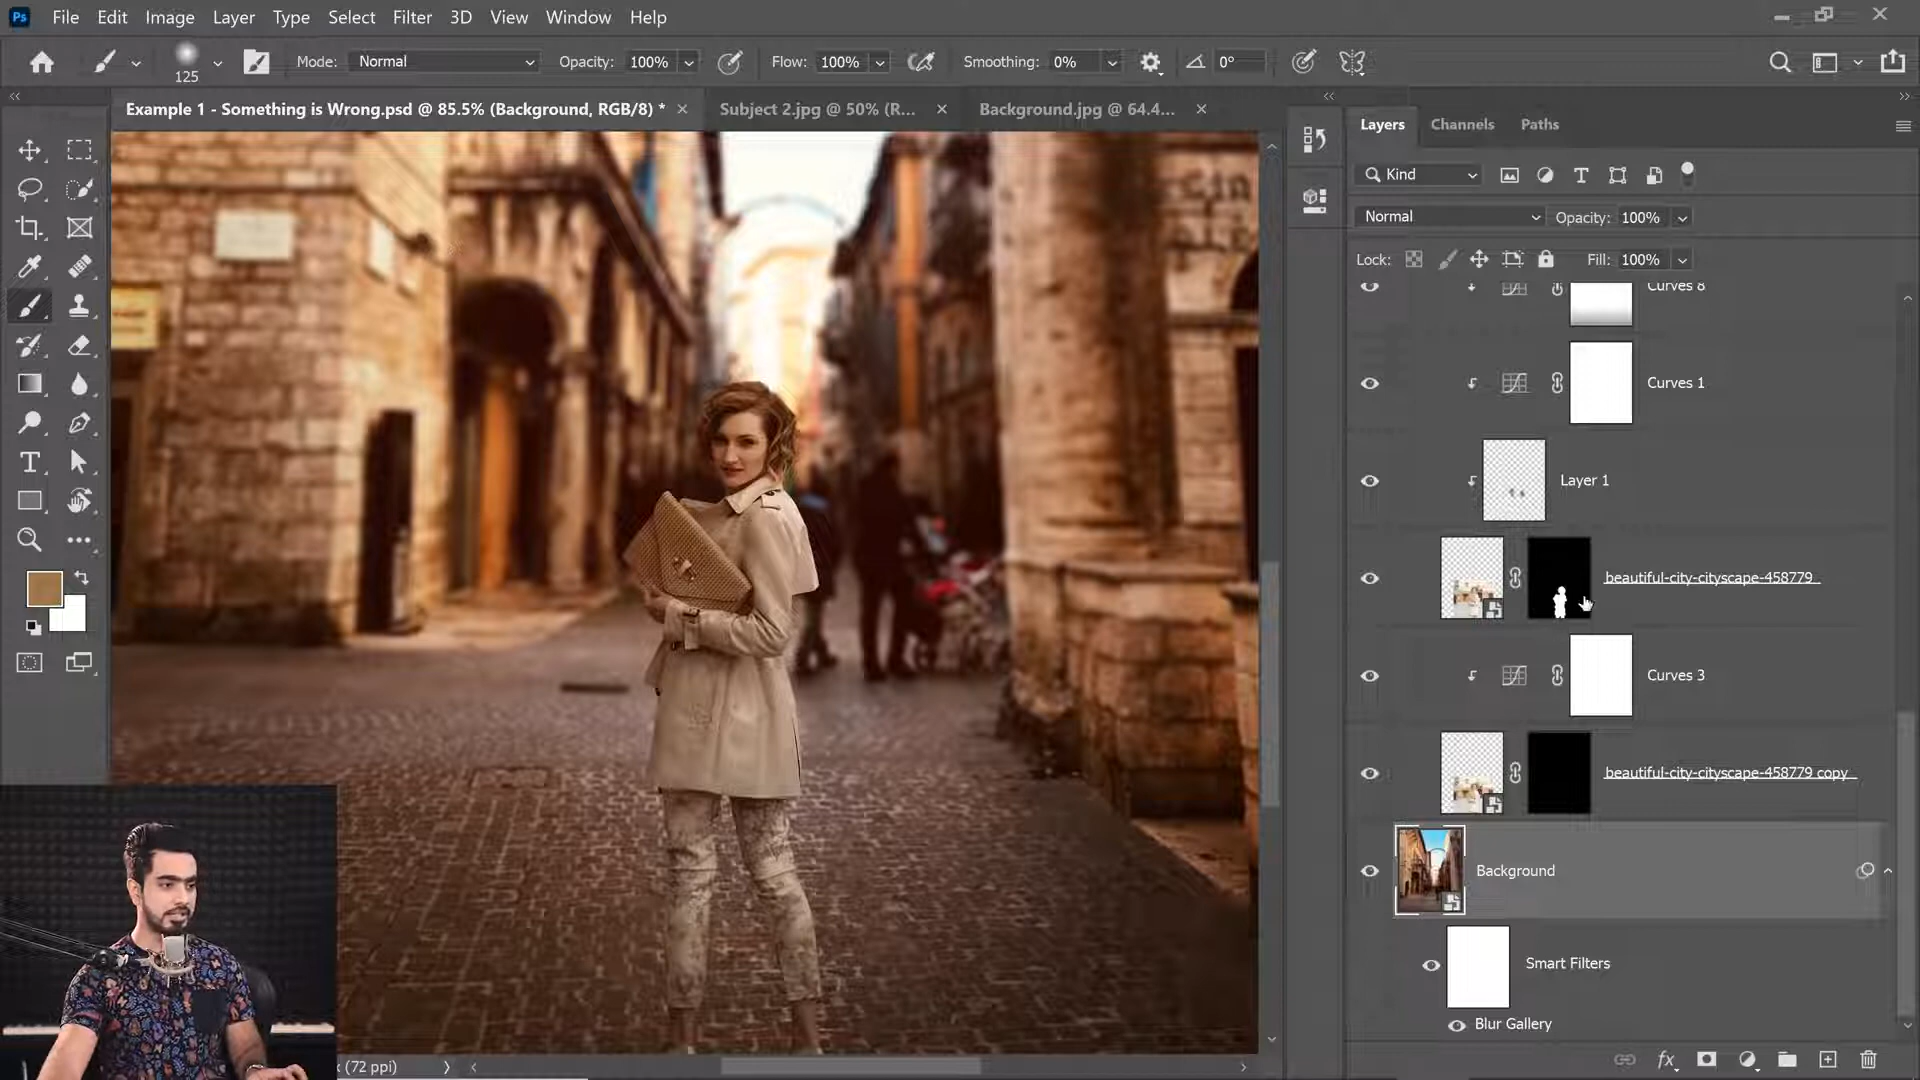 Ps File Edit Image Layer Type Select Filter 3D View Window Help
125 Mode: Normal Opacity: 100% Flow: 100% Smoothing: 0% 0°
Example 1 - Something is Wrong.psd @ 85.5% (Background, RGB/8) *
Subject 2.jpg @ 50% (R...
Background.jpg @ 64.4...
Layers Channels Paths
Kind
Normal Opacity: 100%
Lock: Fill: 100%
Curves 8
Curves 1
Layer 1
beautiful-city-cityscape-458779
Curves 3
beautiful-city-cityscape-458779 copy
Background
Smart Filters
Blur Gallery
(72 ppi)
fx